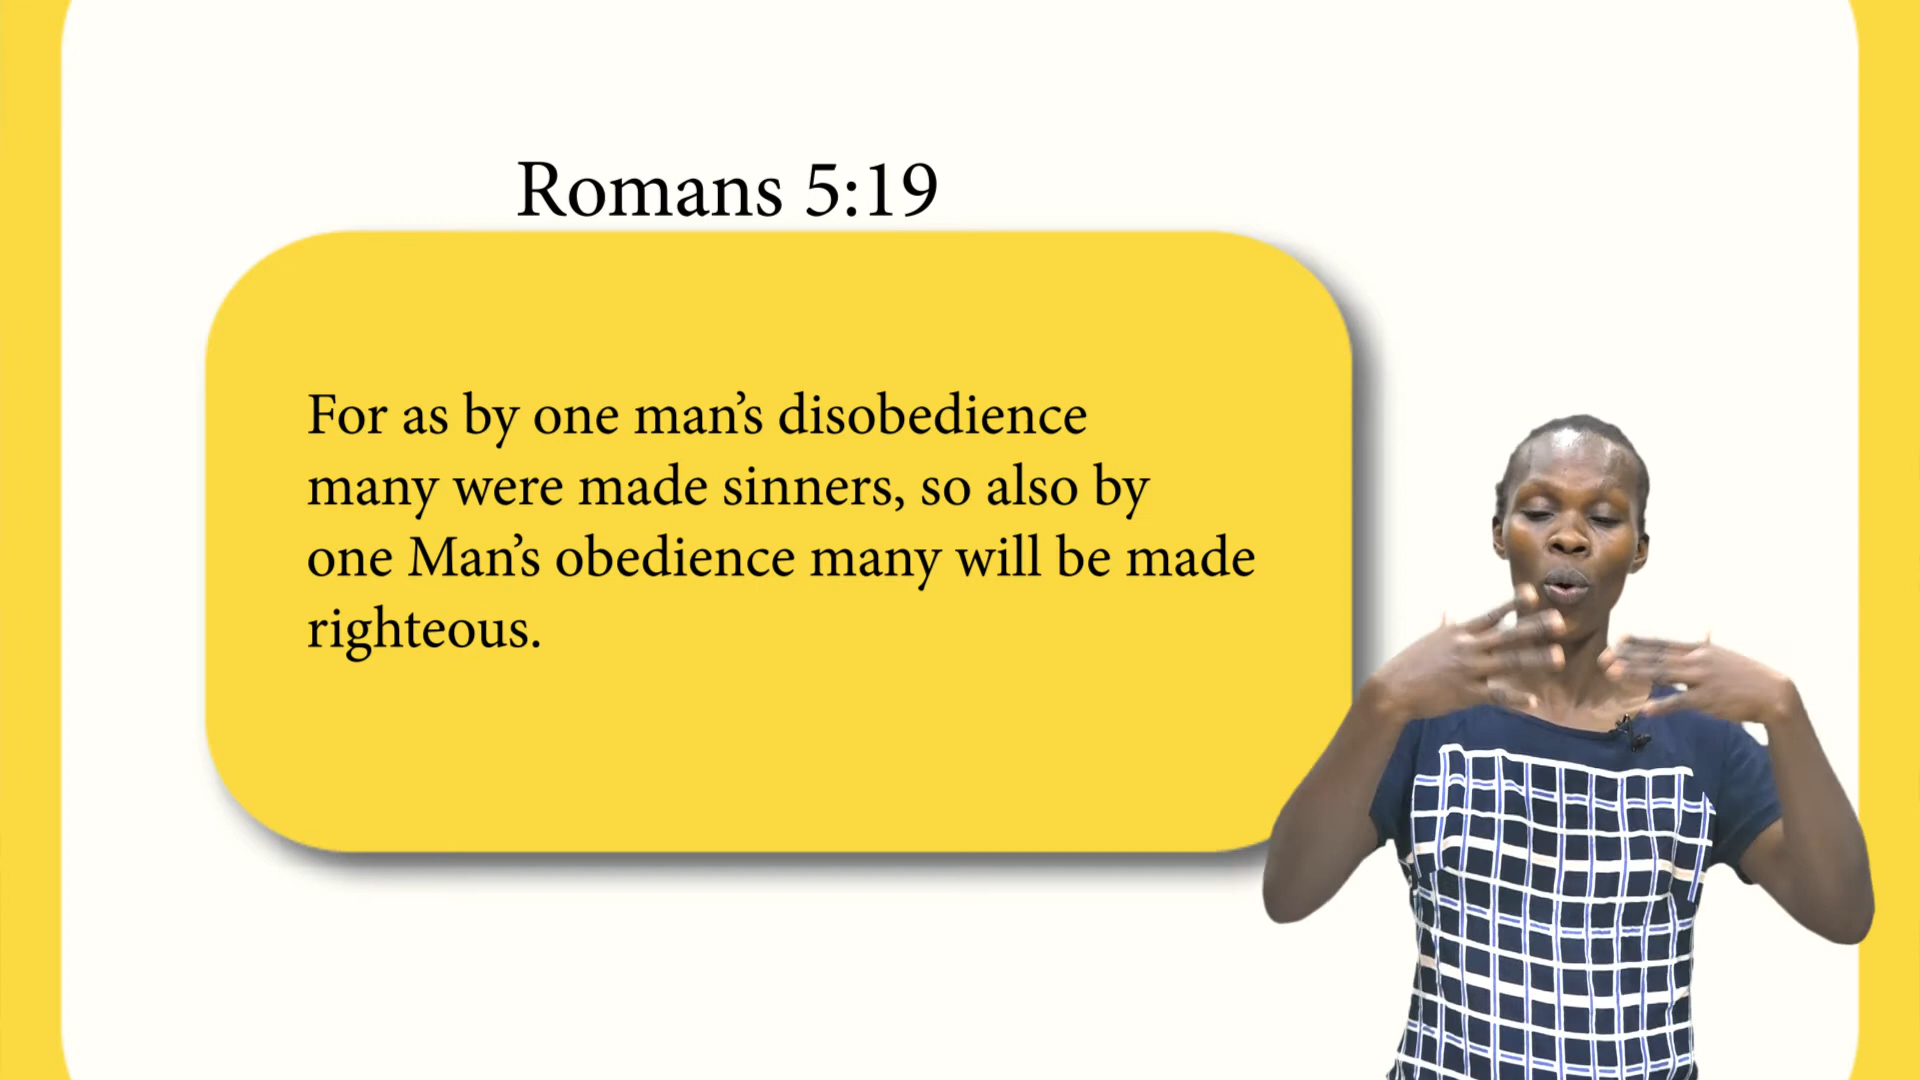 Romans 5:19
For as by one man’s disobedience
many were made sinners, so also by
one Man’s obedience many will be made
righteous.